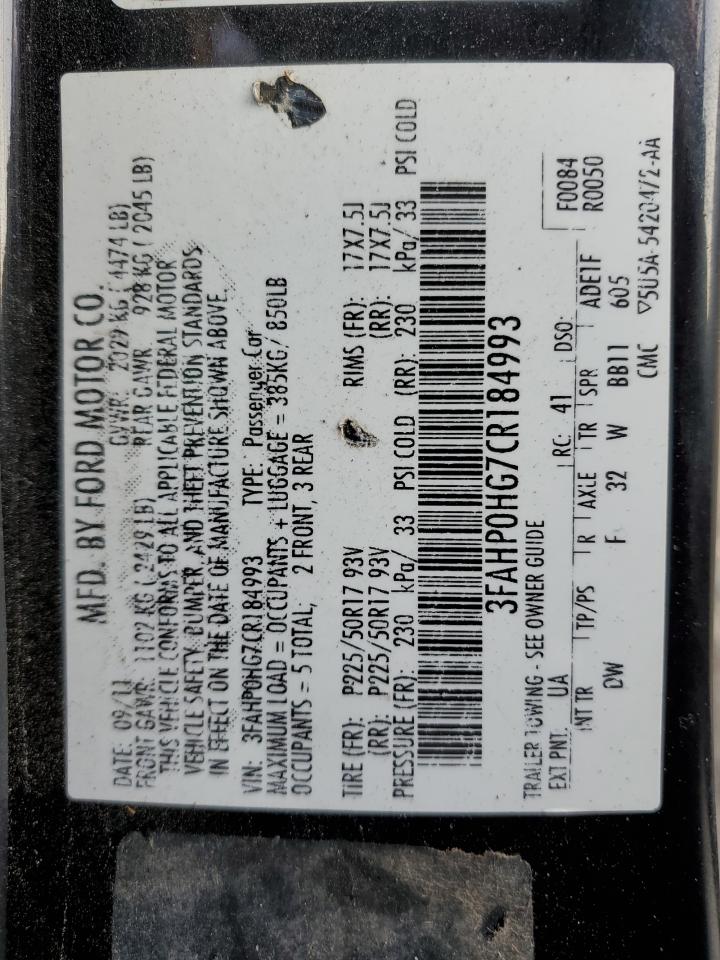 MFD. BY FORD MOTOR CO.
DATE: 09/11 GVWR: 2029 KG ( 4474 LB)
FRONT GAWR: 1102 KG ( 2429 LB) REAR GAWR 928 KG ( 2045 LB)
THIS VEHICLE CONFORMS TO ALL APPLICABLE FEDERAL MOTOR
VEHICLE SAFETY, BUMPER, AND THEFT PREVENTION STANDARDS
IN EFFECT ON THE DATE OF MANUFACTURE SHOWN ABOVE.
VIN: 3FAHP0HG7CR184993 TYPE: Passenger Car
MAXIMUM LOAD = OCCUPANTS + LUGGAGE = 385KG/ 850LB
OCCUPANTS = 5 TOTAL, 2 FRONT, 3 REAR
TIRE (FR): P225/50R17 93V RIMS (FR): 17X7.5J
(RR): P225/50R17 93V (RR): 17X7.5J
PRESSURE (FR): 230 kPa/ 33 PSI COLD (RR): 230 kPa/ 33 PSI COLD
3FAHP0HG7CR184993
TRAILER TOWING - SEE OWNER GUIDE
EXT PNT: UA RC: 41 DSO: F0084
R0050
INT TR TP/PS R AXLE TR SPR ADE1F
DW F 32 W BB11 605
CMC ▽5U5A-5420472-AA